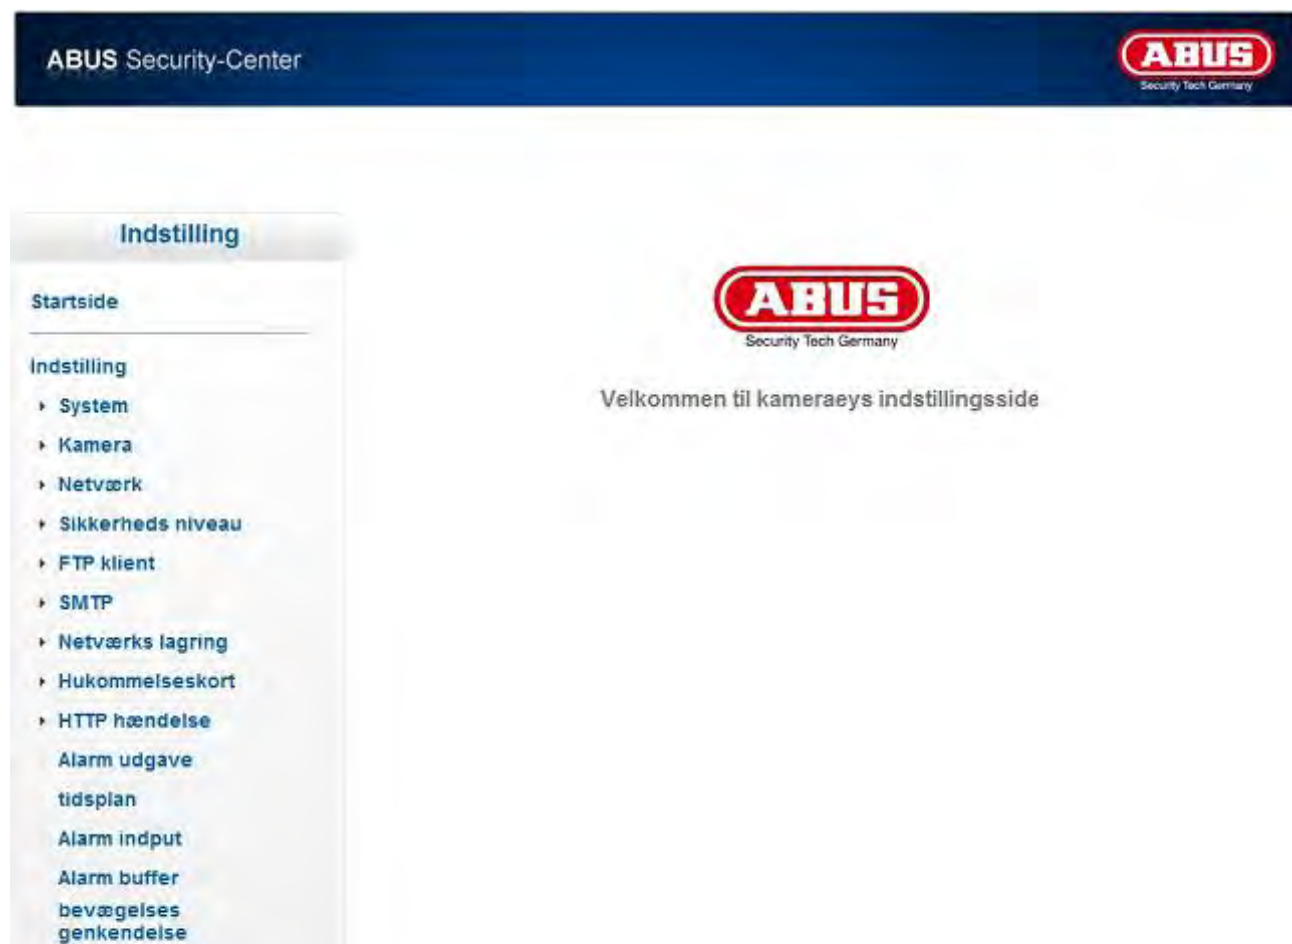 ABUS Security-Center
ABUS
Security Tech Germany
Indstilling
Startside
Indstilling
System
Kamera
Netværk
Sikkerheds niveau
FTP klient
SMTP
Netværks lagring
Hukommelseskort
HTTP hændelse
Alarm udgave
tidsplan
Alarm indput
Alarm buffer
bevægelses
genkendelse
ABUS
Security Tech Germany
Velkommen til kameraeys indstillingsside